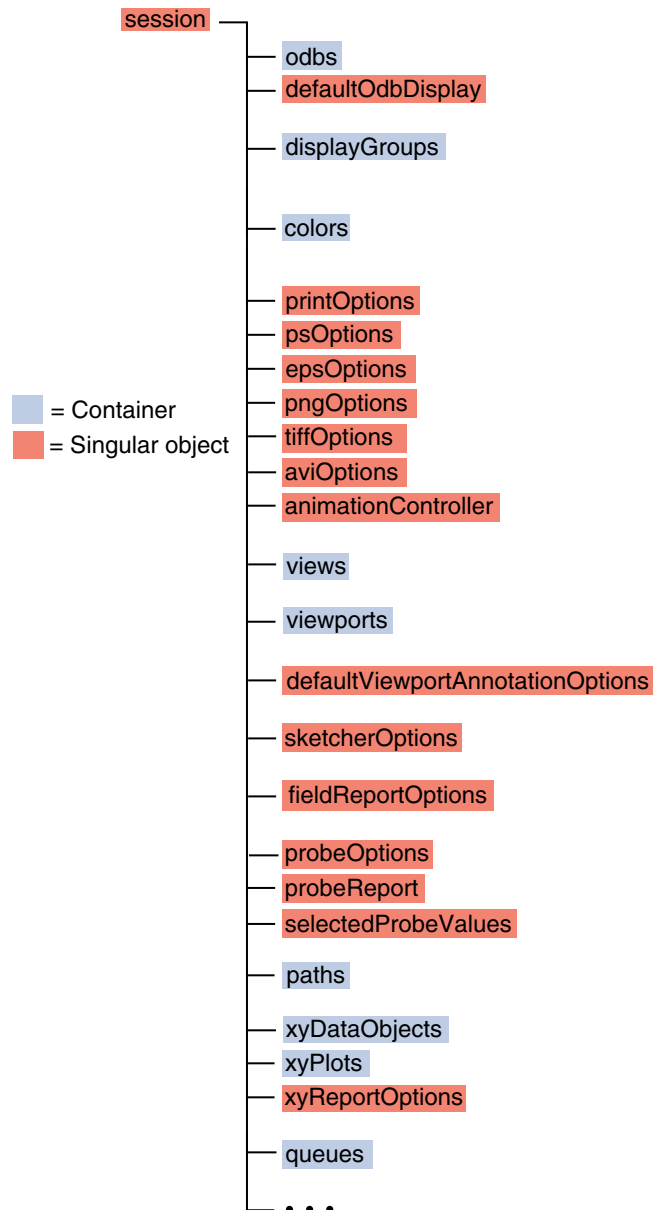 session
odbs
defaultOdbDisplay
displayGroups
colors
printOptions
psOptions
epsOptions
pngOptions
tiffOptions
aviOptions
animationController
= Container
= Singular object
views
viewports
defaultViewportAnnotationOptions
sketcherOptions
fieldReportOptions
probeOptions
probeReport
selectedProbeValues
paths
xyDataObjects
xyPlots
xyReportOptions
queues
• • •